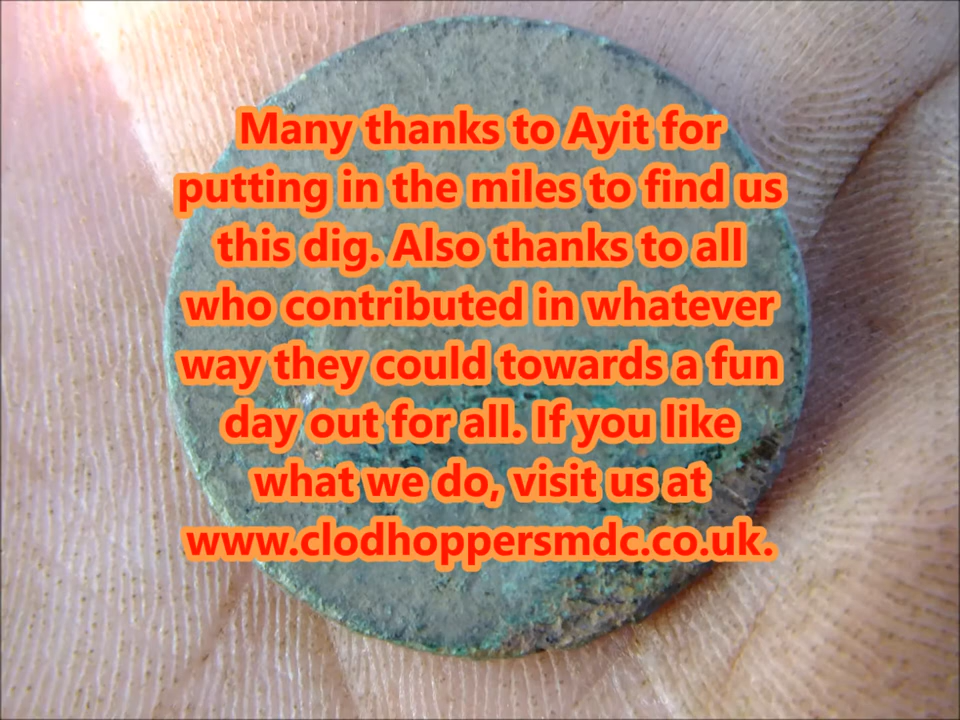 Many thanks to Ayit for
putting in the miles to find us
this dig. Also thanks to all
who contributed in whatever
way they could towards a fun
day out for all. If you like
what we do, visit us at
www.clodhoppersmdc.co.uk.